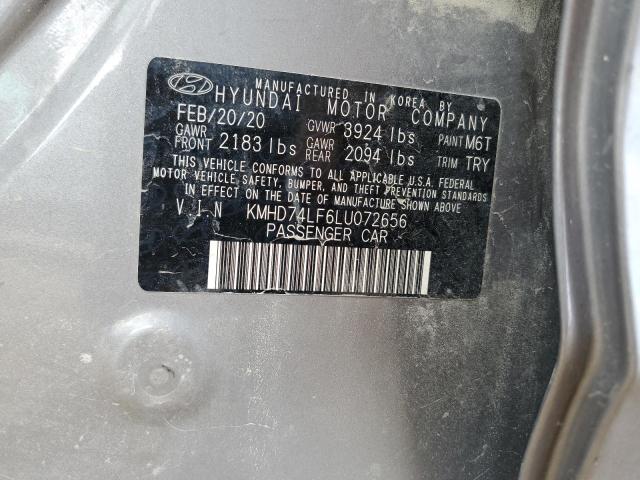 MANUFACTURED IN KOREA BY
HYUNDAI MOTOR COMPANY
FEB/20/20 GVWR 3924 lbs PAINT M6T
GAWR FRONT 2183 lbs GAWR REAR 2094 lbs TRIM TRY
THIS VEHICLE CONFORMS TO ALL APPLICABLE U.S.A. FEDERAL
MOTOR VEHICLE SAFETY, BUMPER, AND THEFT PREVENTION STANDARDS
IN EFFECT ON THE DATE OF MANUFACTURE SHOWN ABOVE
V I N KMHD74LF6LU072656
PASSENGER CAR